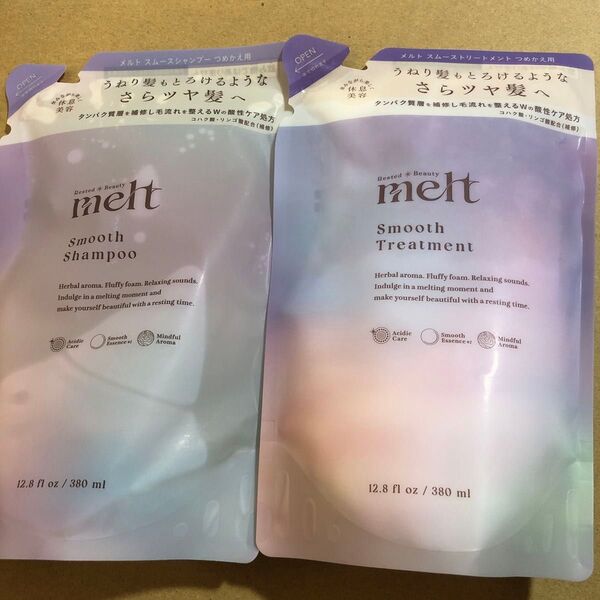 OPEN
メルト スムースシャンプー つめかえ用
うねり髪もとろけるような
休息
美容
さらツヤ髪へ
タンパク質層を補修し毛流れを整えるWの酸性ケア処方
コハク酸・リンゴ酸配合(補修)
Rested Beauty
melt
Smooth
Shampoo
Herbal aroma. Fluffy foam. Relaxing sounds.
Indulge in a melting moment and
make yourself beautiful with a resting time.
Acidic
Care
Smooth
Essence
Mindful
Aroma
12.8 fl oz / 380 ml
OPEN
メルト スムーストリートメント つめかえ用
うねり髪もとろけるような
休息
美容
さらツヤ髪へ
タンパク質層を補修し毛流れを整えるWの酸性ケア処方
コハク酸・リンゴ酸配合(補修)
Rested Beauty
melt
Smooth
Treatment
Herbal aroma. Fluffy foam. Relaxing sounds.
Indulge in a melting moment and
make yourself beautiful with a resting time.
Acidic
Care
Smooth
Essence
Mindful
Aroma
12.8 fl oz / 380 ml